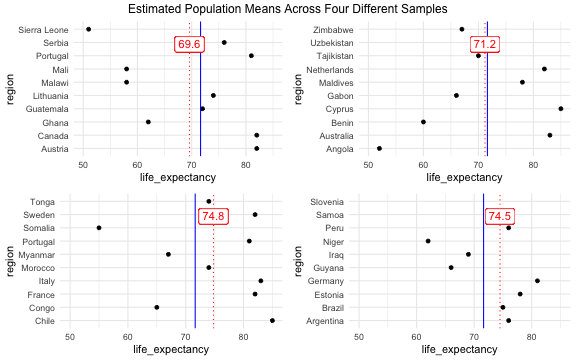 Estimated Population Means Across Four Different Samples
region
Sierra Leone
Serbia
Portugal
Mali
Malawi
Lithuania
Guatemala
Ghana
Canada
Austria
69.6
50 60 70 80
life_expectancy
region
Zimbabwe
Uzbekistan
Tajikistan
Netherlands
Maldives
Gabon
Cyprus
Benin
Australia
Angola
71.2
50 60 70 80
life_expectancy
region
Tonga
Sweden
Somalia
Portugal
Myanmar
Morocco
Italy
France
Congo
Chile
74.8
50 60 70 80
life_expectancy
region
Slovenia
Samoa
Peru
Niger
Iraq
Guyana
Germany
Estonia
Brazil
Argentina
74.5
50 60 70 80
life_expectancy